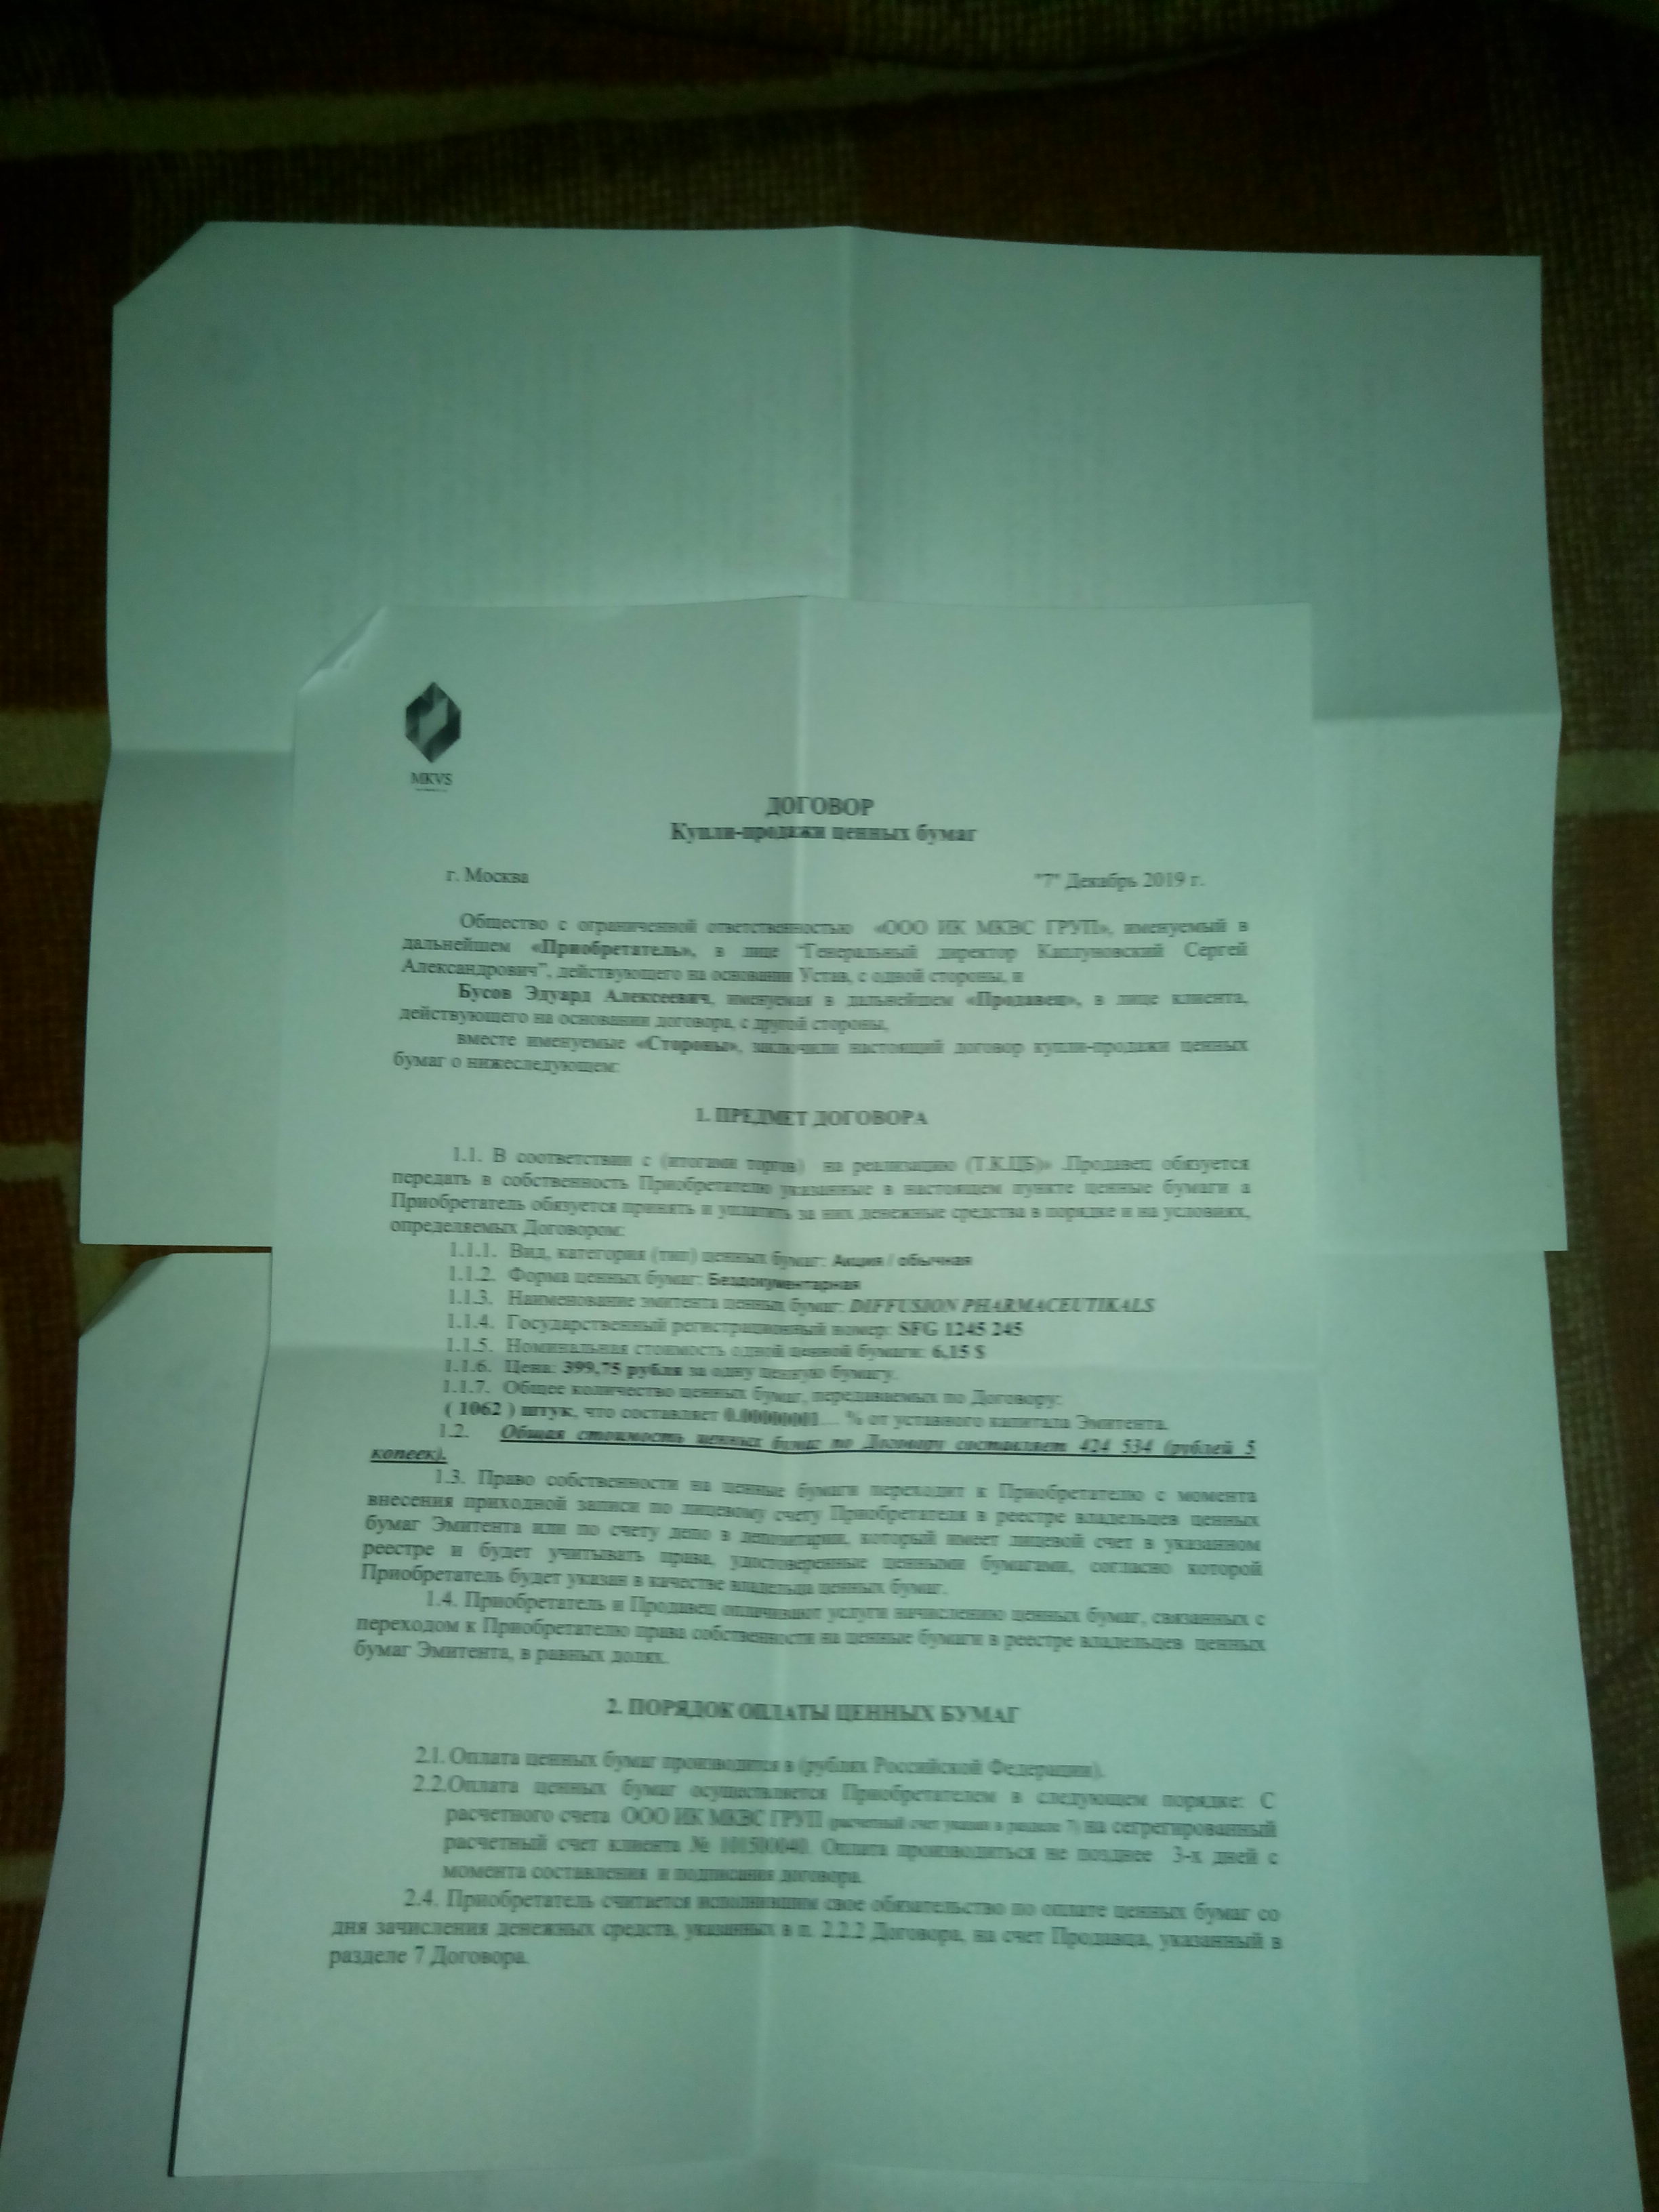 MKVS
ДОГОВОР
Купли-продажи ценных бумаг
г. Москва "7" Декабрь 2019 г.
Общество с ограниченной ответственностью «ООО ИК МКВС ГРУП», именуемый в
дальнейшем «Приобретатель», в лице "Генеральный директор Каплуновский Сергей
Александрович", действующего на основании Устав, с одной стороны, и
Бусов Эдуард Алексеевич, именуемая в дальнейшем «Продавец», в лице клиента,
действующего на основании договора, с другой стороны,
вместе именуемые «Стороны», заключили настоящий договор купли-продажи ценных
бумаг о нижеследующем:
1. ПРЕДМЕТ ДОГОВОРА
1.1. В соответствии с (итогами торгов) на реализацию (Т.К.ЦБ)» .Продавец обязуется
передать в собственность Приобретателю указанные в настоящем пункте ценные бумаги а
Приобретатель обязуется принять и уплатить за них денежные средства в порядке и на условиях,
определяемых Договором:
1.1.1. Вид, категория (тип) ценных бумаг: Акция / обычная
1.1.2. Форма ценных бумаг: Бездокументарная
1.1.3. Наименование эмитента ценных бумаг: DIFFUSION PHARMACEUTIKALS
1.1.4. Государственный регистрационный номер: SFG 1245 245
1.1.5. Номинальная стоимость одной ценной бумаги: 6,15 $
1.1.6. Цена: 399,75 рубля за одну ценную бумагу.
1.1.7. Общее количество ценных бумаг, передаваемых по Договору:
( 1062 ) штук, что составляет 0.00000001... % от уставного капитала Эмитента.
1.2. Общая стоимость ценных бумаг по Договору составляет 424 534 (рублей 5
копеек).
1.3. Право собственности на ценные бумаги переходит к Приобретателю с момента
внесения приходной записи по лицевому счету Приобретателя в реестре владельцев ценных
бумаг Эмитента или по счету депо в депозитарии, который имеет лицевой счет в указанном
реестре и будет учитывать права, удостоверенные ценными бумагами, согласно которой
Приобретатель будет указан в качестве владельца ценных бумаг.
1.4. Приобретатель и Продавец оплачивают услуги начислению ценных бумаг, связанных с
переходом к Приобретателю права собственности на ценные бумаги в реестре владельцев ценных
бумаг Эмитента, в равных долях.
2. ПОРЯДОК ОПЛАТЫ ЦЕННЫХ БУМАГ
2.1. Оплата ценных бумаг производится в (рублях Российской Федерации).
2.2.Оплата ценных бумаг осуществляется Приобретателем в следующем порядке: С
расчетного счета ООО ИК МКВС ГРУП (расчетный счет указан в разделе 7) на сегрегированный
расчетный счет клиента № 101500040. Оплата производиться не позднее 3-х дней с
момента составления и подписания договора.
2.4. Приобретатель считается исполнившим свое обязательство по оплате ценных бумаг со
дня зачисления денежных средств, указанных в п. 2.2.2 Договора, на счет Продавца, указанный в
разделе 7 Договора.